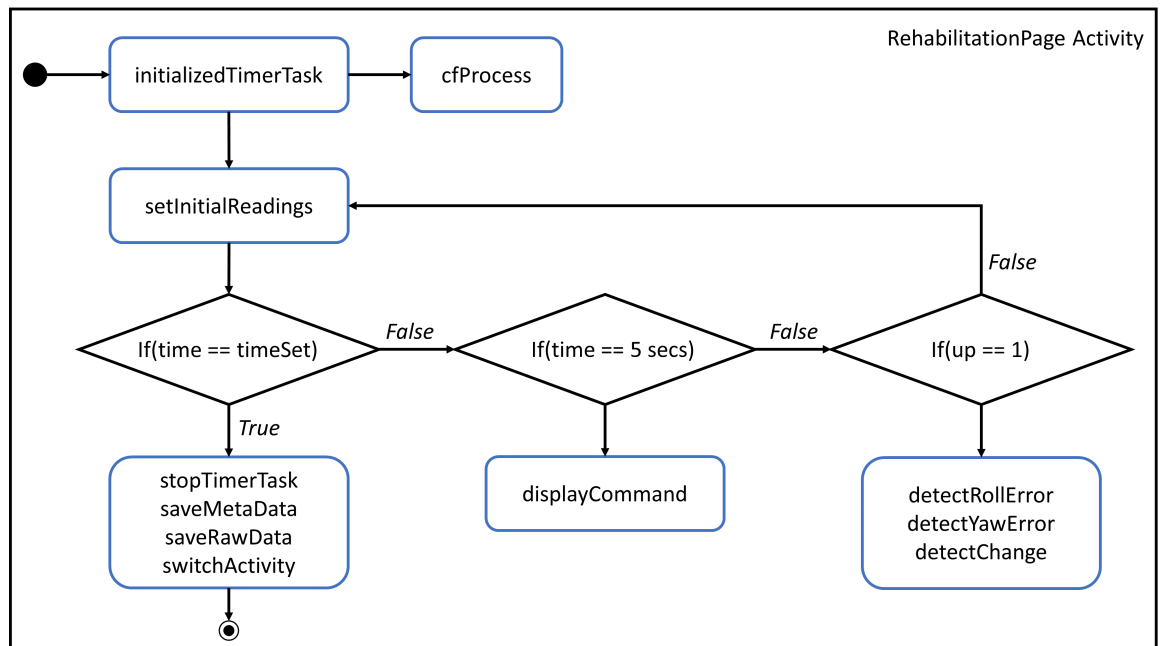 RehabilitationPage Activity
initializedTimerTask
cfProcess
setInitialReadings
False
If(time == timeSet)
False
If(time == 5 secs)
False
If(up == 1)
True
stopTimerTask
saveMetaData
saveRawData
switchActivity
displayCommand
detectRollError
detectYawError
detectChange